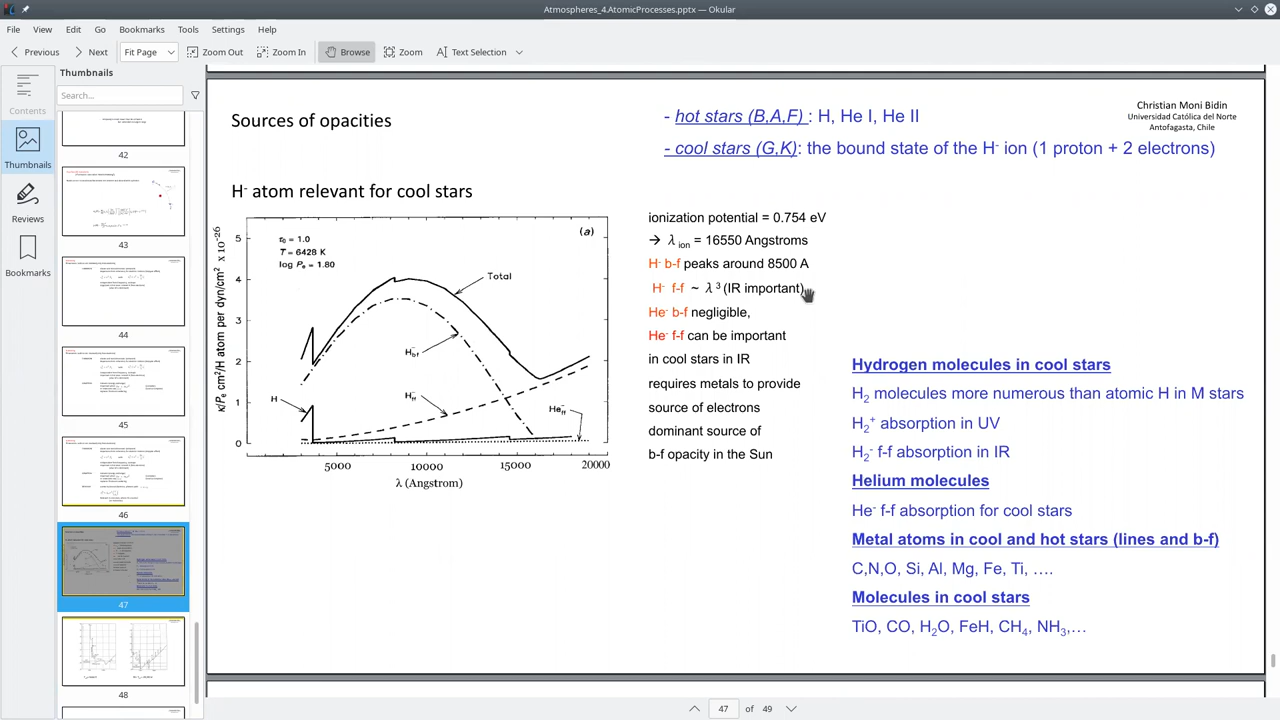 Atmospheres_4.AtomicProcesses.pptx — Okular
File View Edit Go Bookmarks Tools Settings Help
Previous Next Fit Page Zoom Out Zoom In Browse Zoom Text Selection
Contents
Thumbnails
Reviews
Bookmarks
Thumbnails
Search...
42
43
44
45
46
47
48
Sources of opacities
- hot stars (B,A,F) : H, He I, He II
- cool stars (G,K): the bound state of the H- ion (1 proton + 2 electrons)
Christian Moni Bidin
Universidad Católica del Norte
Antofagasta, Chile
H- atom relevant for cool stars
(a)
τ₀ = 1.0
T = 6428 K
log Pe = 1.80
Total
H-bf
H-ff
H
He-ff
κ/Pe cm²/H atom per dyn/cm² x 10-26
5
4
3
2
1
0
5000 10000 15000 20000
λ (Angstrom)
ionization potential = 0.754 eV
→ λ ion = 16550 Angstroms
H- b-f peaks around 8500 A
H- f-f ~ λ³ (IR important)
He- b-f negligible,
He- f-f can be important
in cool stars in IR
requires metals to provide
source of electrons
dominant source of
b-f opacity in the Sun
Hydrogen molecules in cool stars
H₂ molecules more numerous than atomic H in M stars
H₂⁺ absorption in UV
H₂⁻ f-f absorption in IR
Helium molecules
He- f-f absorption for cool stars
Metal atoms in cool and hot stars (lines and b-f)
C,N,O, Si, Al, Mg, Fe, Ti, ….
Molecules in cool stars
TiO, CO, H₂O, FeH, CH₄, NH₃,…
47 of 49